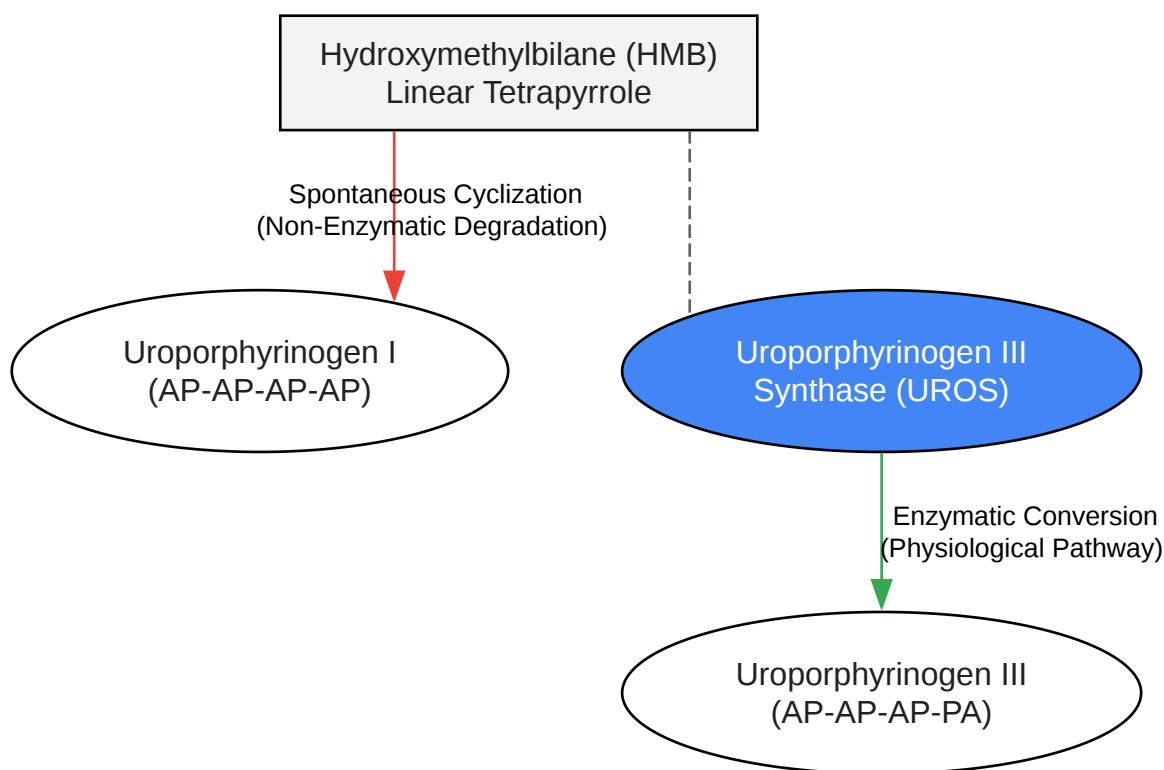 Hydroxymethylbilane (HMB)
Linear Tetrapyrrole
Spontaneous Cyclization
(Non-Enzymatic Degradation)
Uroporphyrinogen I
(AP-AP-AP-AP)
Uroporphyrinogen III
Synthase (UROS)
Enzymatic Conversion
(Physiological Pathway)
Uroporphyrinogen III
(AP-AP-AP-PA)